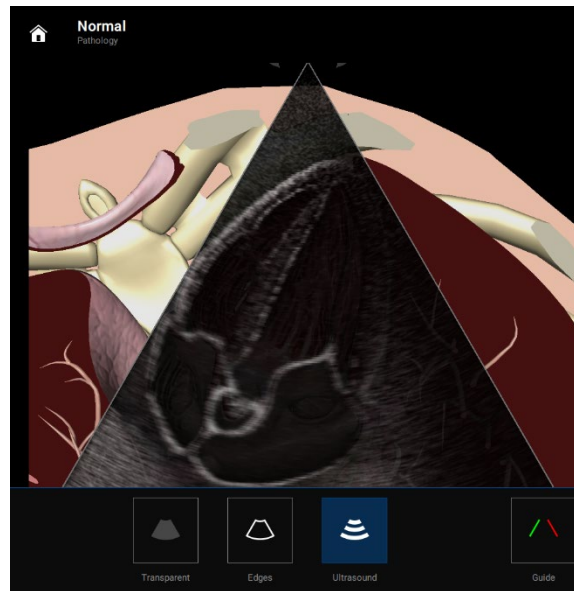 Normal
Pathology
Transparent
Edges
Ultrasound
Guide